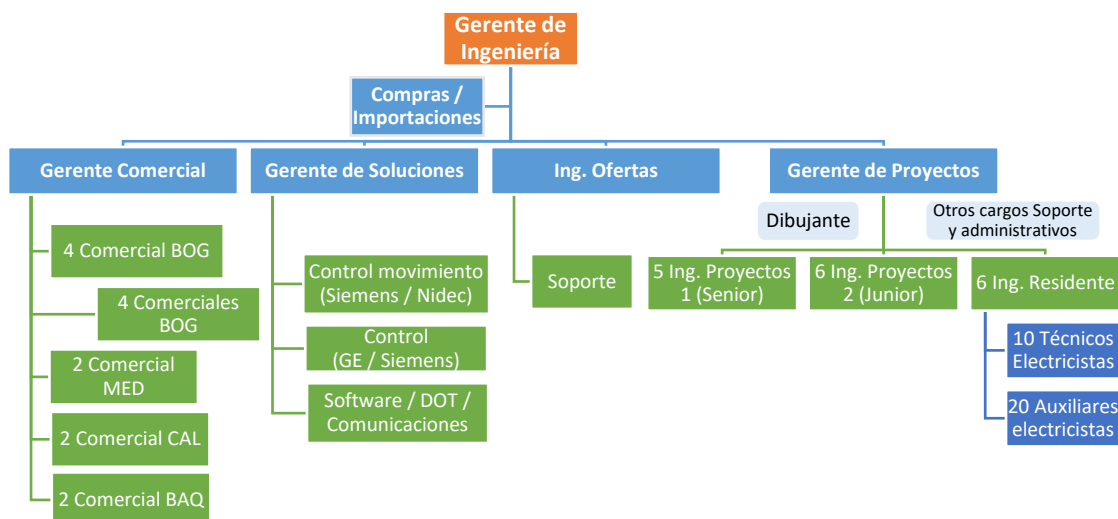 Gerente de
Ingeniería
Compras /
Importaciones
Gerente Comercial
Gerente de Soluciones
Ing. Ofertas
Gerente de Proyectos
Dibujante
Otros cargos Soporte
y administrativos
4 Comercial BOG
4 Comerciales
BOG
2 Comercial
MED
2 Comercial CAL
2 Comercial BAQ
Control movimiento
(Siemens / Nidec)
Control
(GE / Siemens)
Software / DOT /
Comunicaciones
Soporte
5 Ing. Proyectos
1 (Senior)
6 Ing. Proyectos
2 (Junior)
6 Ing. Residente
10 Técnicos
Electricistas
20 Auxiliares
electricistas